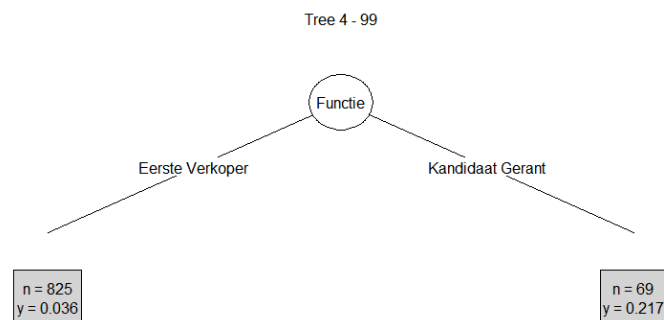 Tree 4 - 99
Functie
Eerste Verkoper
Kandidaat Gerant
n = 825
y = 0.036
n = 69
y = 0.217